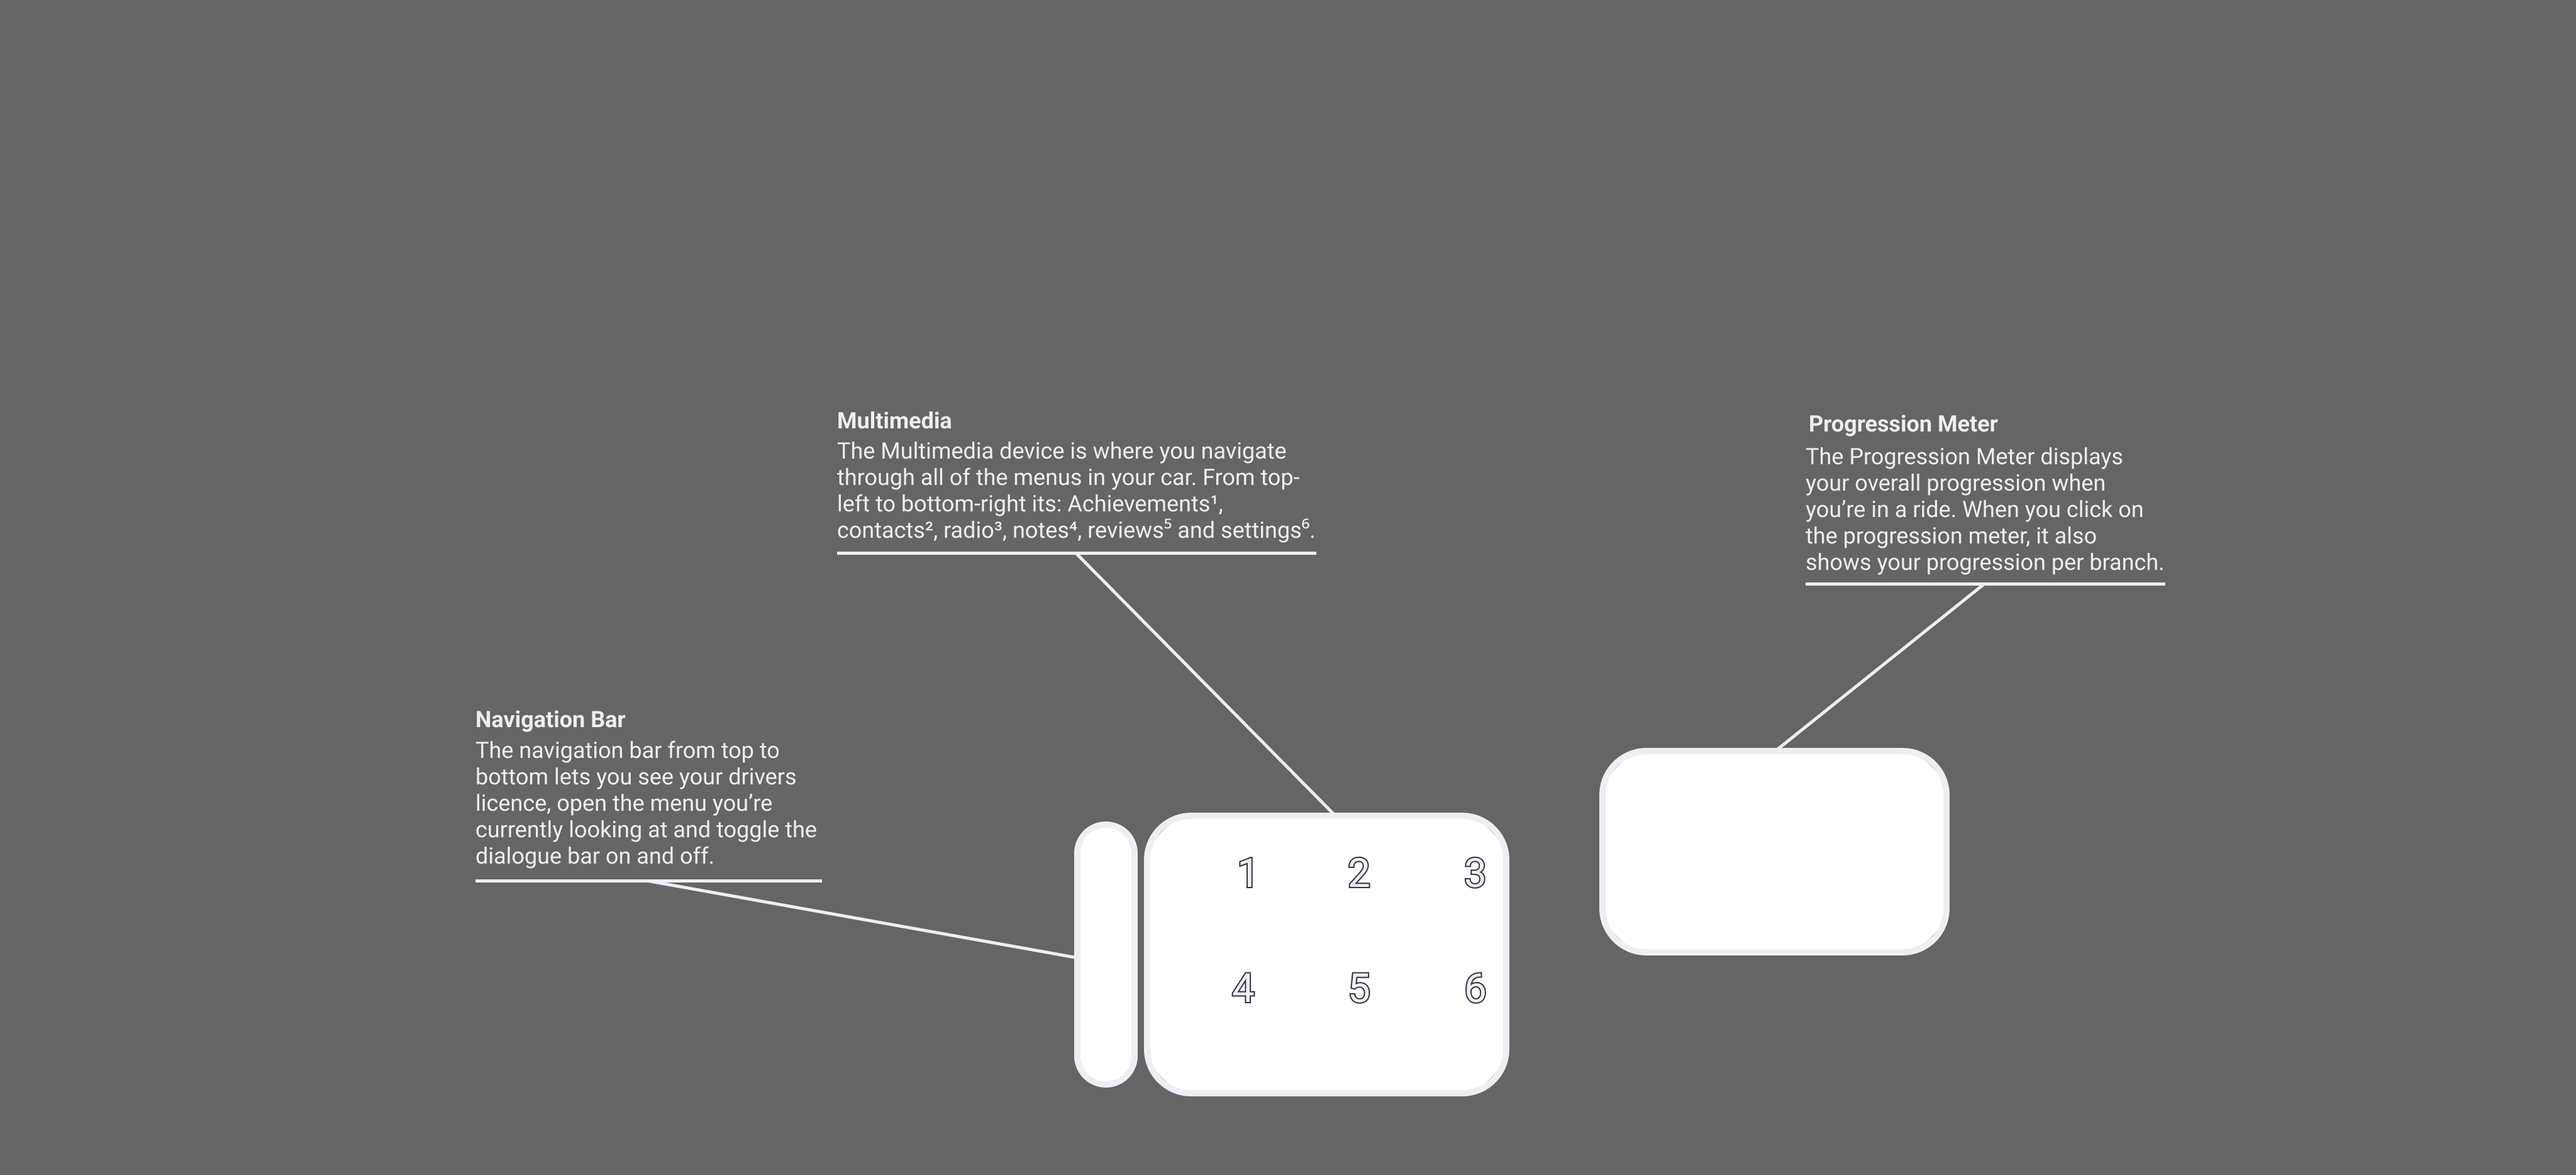 Multimedia
The Multimedia device is where you navigate
through all of the menus in your car. From top-
left to bottom-right its: Achievements¹,
contacts², radio³, notes⁴, reviews⁵ and settings⁶.
Progression Meter
The Progression Meter displays
your overall progression when
you’re in a ride. When you click on
the progression meter, it also
shows your progression per branch.
Navigation Bar
The navigation bar from top to
bottom lets you see your drivers
licence, open the menu you’re
currently looking at and toggle the
dialogue bar on and off.
1 2 3
4 5 6